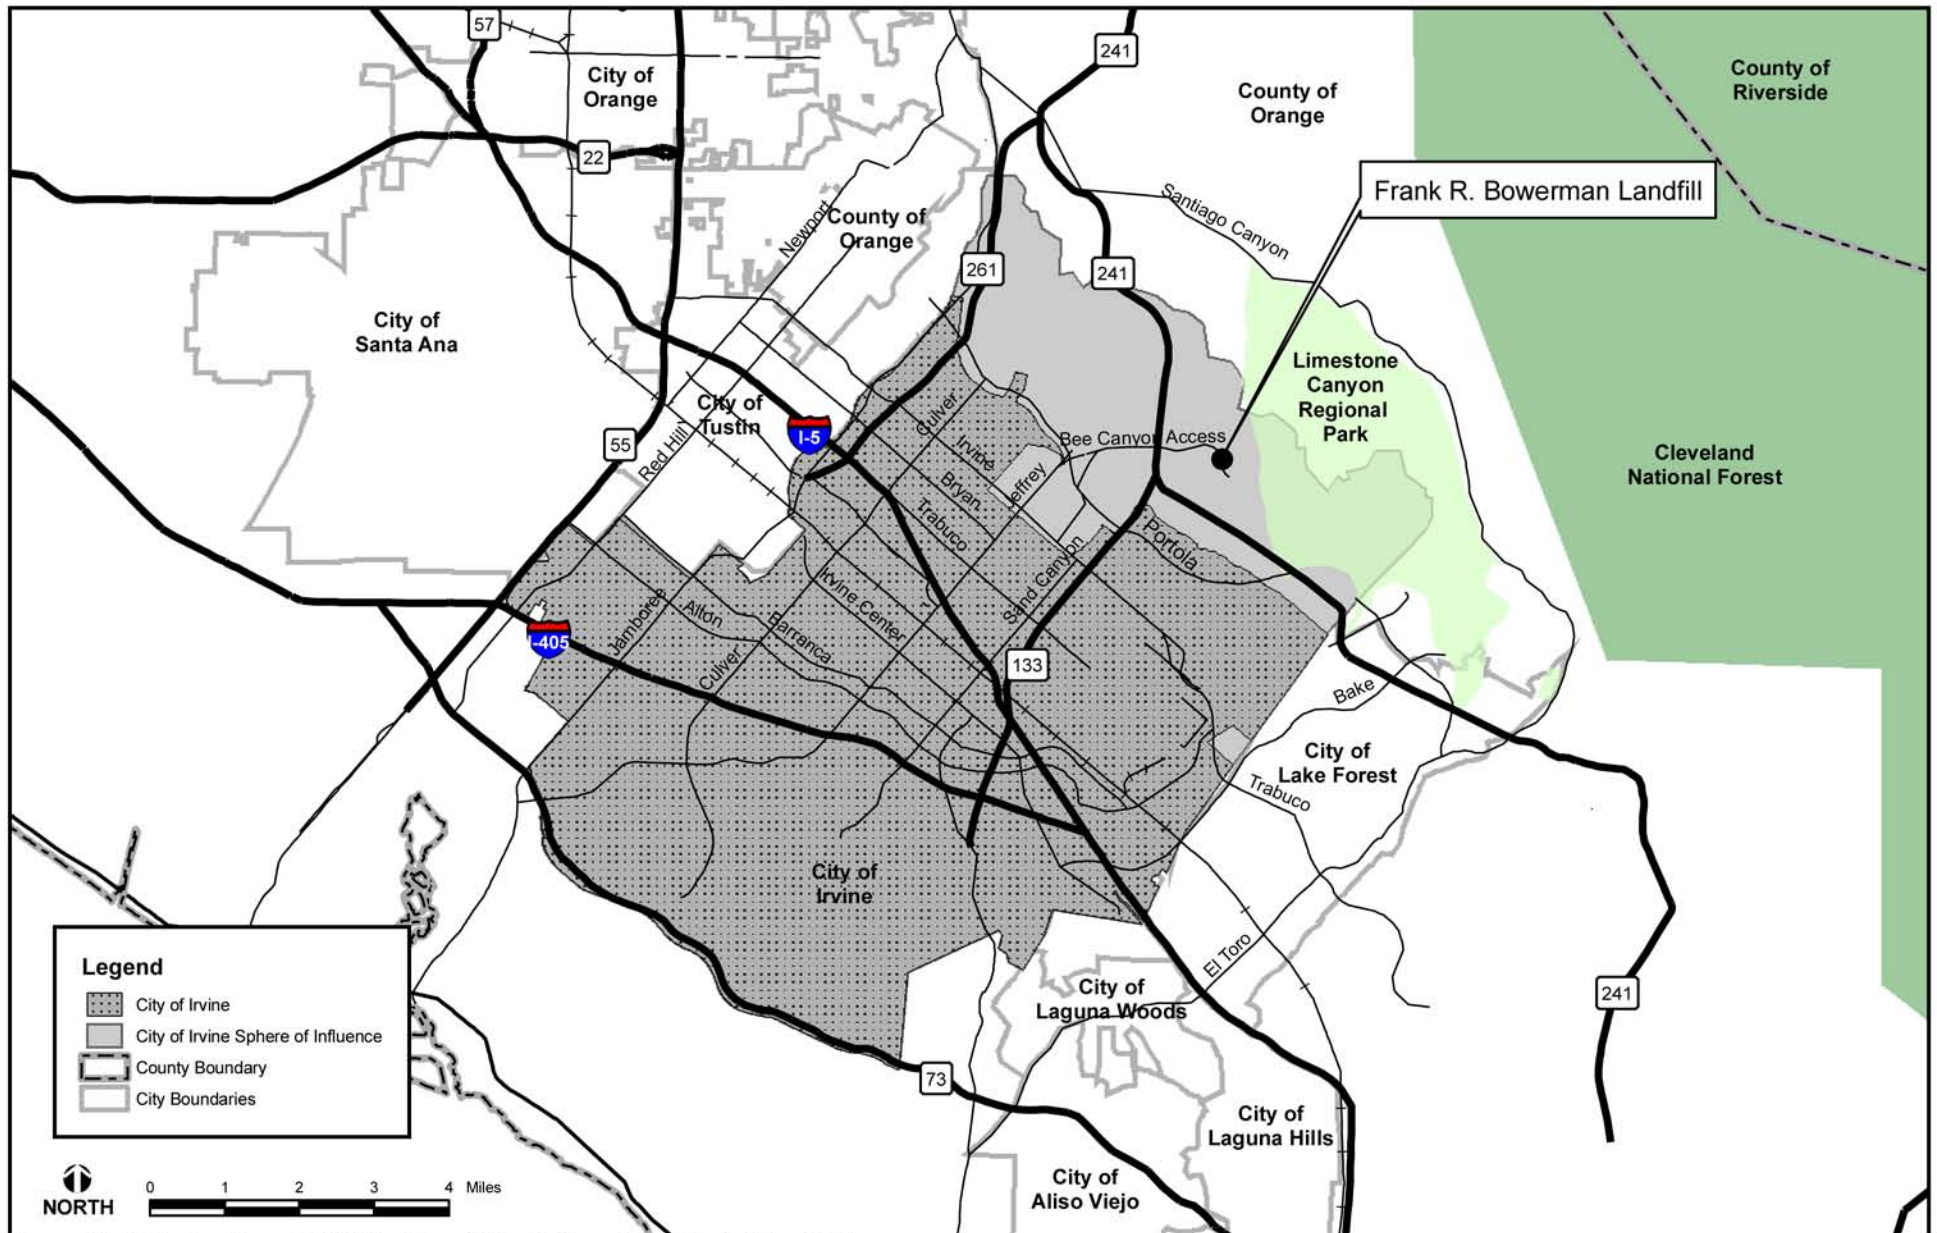 57
241
City of
Orange
County of
Orange
County of
Riverside
22
Frank R. Bowerman Landfill
Santiago Canyon
Newport
County of
Orange
261
241
City of
Santa Ana
Limestone
Canyon
Regional
Park
City of
Tustin
I-5
Culver
Bee Canyon Access
55
Red Hill
Irvine
Jeffrey
Bryan
Trabuco
Cleveland
National Forest
Portola
Sand Canyon
Irvine Center
Jamboree
Alton
Barranca
I-405
Culver
133
Bake
City of
Lake Forest
Trabuco
City of
Irvine
El Toro
City of
Laguna Woods
241
73
City of
Laguna Hills
City of
Aliso Viejo
Legend
City of Irvine
City of Irvine Sphere of Influence
County Boundary
City Boundaries
NORTH
0 1 2 3 4 Miles